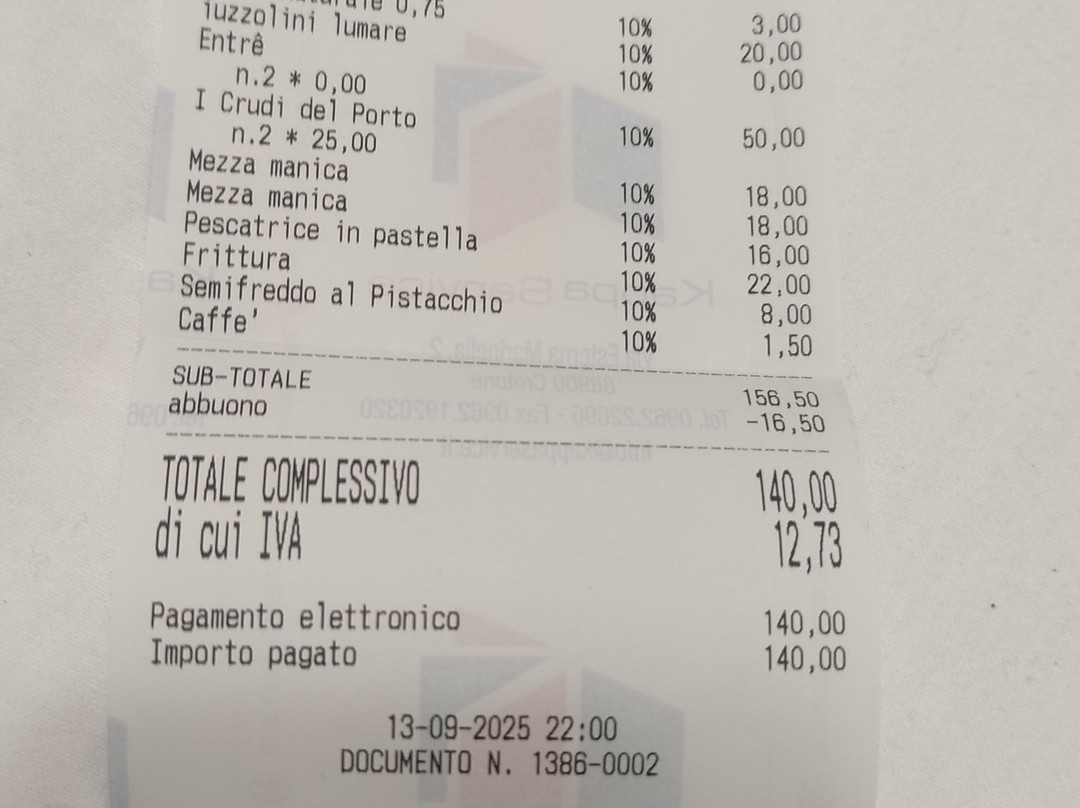 0,75
Iuzzolini lumare 10% 3,00
Entrê 10% 20,00
n.2 * 0,00 10% 0,00
I Crudi del Porto
n.2 * 25,00 10% 50,00
Mezza manica
Mezza manica 10% 18,00
Pescatrice in pastella 10% 18,00
Frittura 10% 16,00
Semifreddo al Pistacchio 10% 22,00
Caffe' 10% 8,00
10% 1,50
SUB-TOTALE 156,50
abbuono -16,50
TOTALE COMPLESSIVO 140,00
di cui IVA 12,73
Pagamento elettronico 140,00
Importo pagato 140,00
13-09-2025 22:00
DOCUMENTO N. 1386-0002